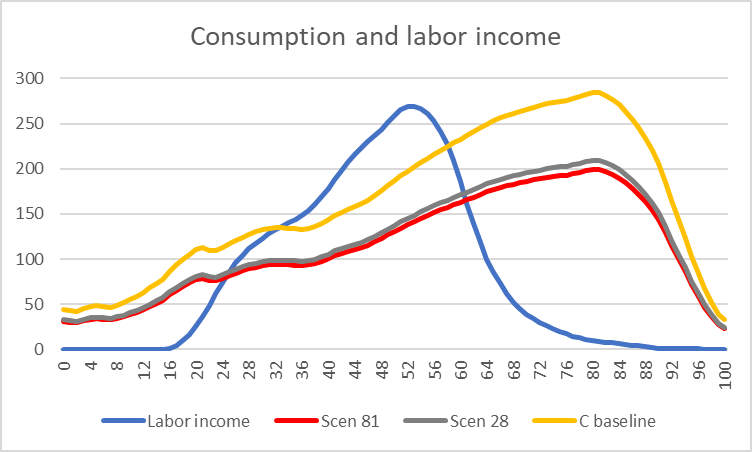 Consumption and labor income
300
250
200
150
100
50
0
0 4 8 12 16 20 24 28 32 36 40 44 48 52 56 60 64 68 72 76 80 84 88 92 96 100
Labor income Scen 81 Scen 28 C baseline